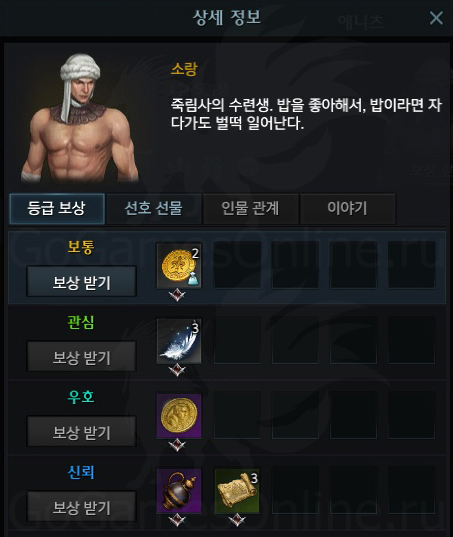 상세 정보
애니츠
소랑
죽림사의 수련생. 밥을 좋아해서, 밥이라면 자
다가도 벌떡 일어난다.
등급 보상 선호 선물 인물 관계 이야기
보통
보상 받기
2
GoGamesOnline.ru
관심
보상 받기
3
우호
보상 받기
신뢰
보상 받기
3
GoGamesOnline.ru